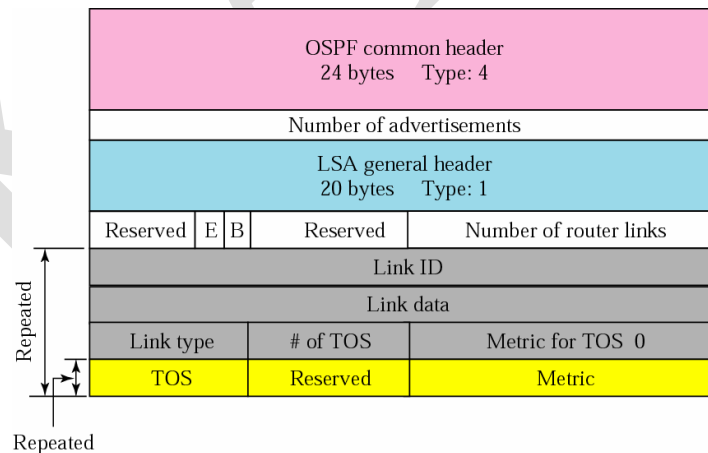 OSPF common header
24 bytes Type: 4
Number of advertisements
LSA general header
20 bytes Type: 1
Reserved E B Reserved Number of router links
Link ID
Link data
Link type # of TOS Metric for TOS 0
TOS Reserved Metric
Repeated
Repeated